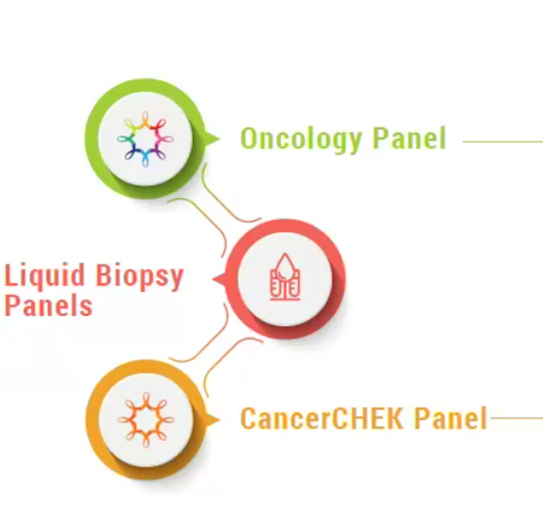 Oncology Panel
Liquid Biopsy
Panels
CancerCHEK Panel